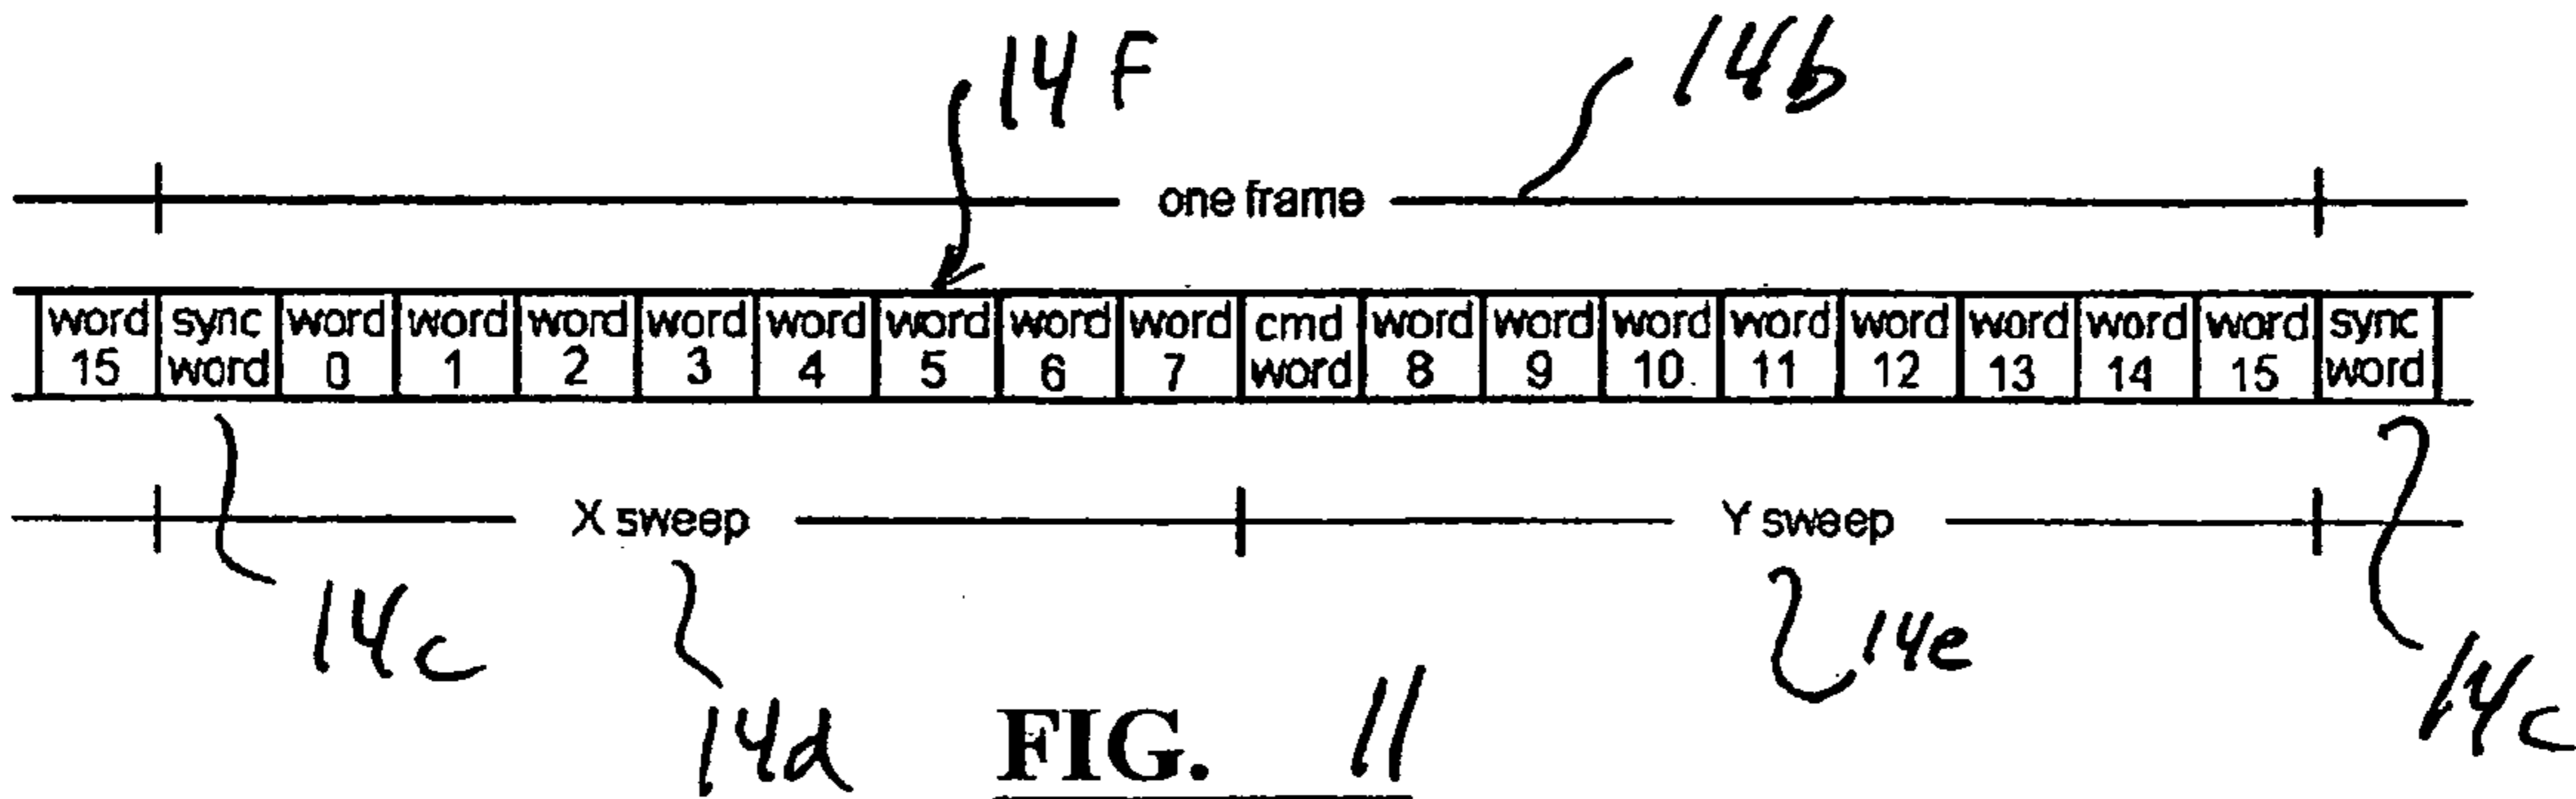 14F 14b
one frame
word 15 sync word word 0 word 1 word 2 word 3 word 4 word 5 word 6 word 7 cmd word word 8 word 9 word 10 word 11 word 12 word 13 word 14 word 15 sync word
X sweep Y sweep
14c 14d 14e 14c
FIG. 11